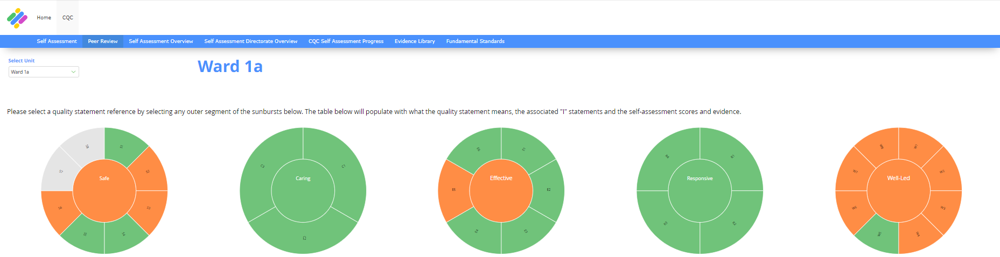 Home CQC
Self Assessment Peer Review Self Assessment Overview Self Assessment Directorate Overview CQC Self Assessment Progress Evidence Library Fundamental Standards
Select Unit
Ward 1a
Ward 1a
Please select a quality statement reference by selecting any outer segment of the sunbursts below. The table below will populate with what the quality statement means, the associated "I" statements and the self-assessment scores and evidence.
Safe
S1
S2
S3
S4
S5
S6
S7
S8
Caring
C1
C2
C3
Effective
E1
E2
E3
E4
E5
E6
Responsive
R2
R3
R4
Well-Led
W1
W2
W3
W4
W5
W6
W7
W8